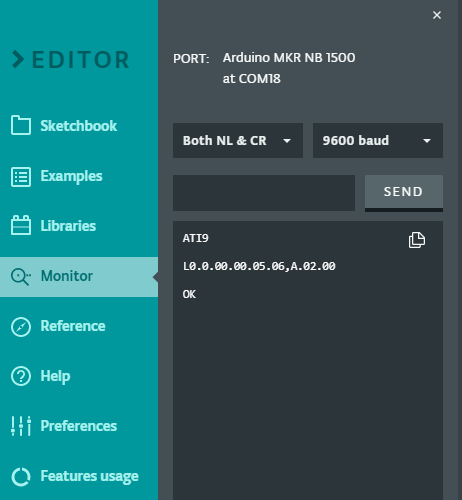 EDITOR
Sketchbook
Examples
Libraries
Monitor
Reference
Help
Preferences
Features usage
PORT: Arduino MKR NB 1500
at COM18
Both NL & CR
9600 baud
SEND
ATI9
L0.0.00.00.05.06,A.02.00
OK